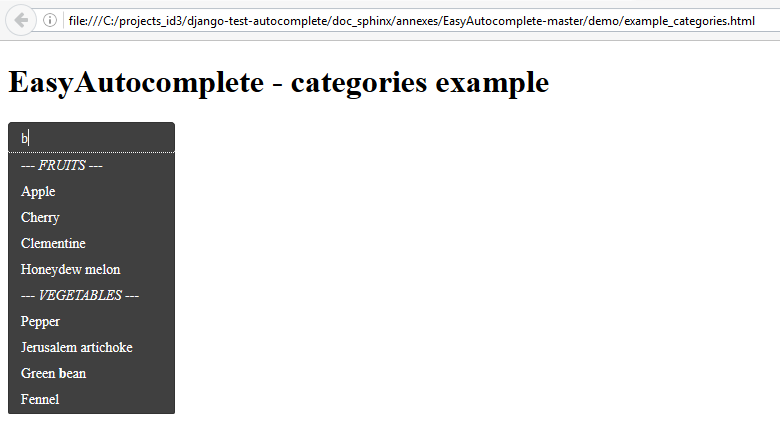 file:///C:/projects_id3/django-test-autocomplete/doc_sphinx/annexes/EasyAutocomplete-master/demo/example_categories.html
EasyAutocomplete - categories example
b
--- FRUITS ---
Apple
Cherry
Clementine
Honeydew melon
--- VEGETABLES ---
Pepper
Jerusalem artichoke
Green bean
Fennel